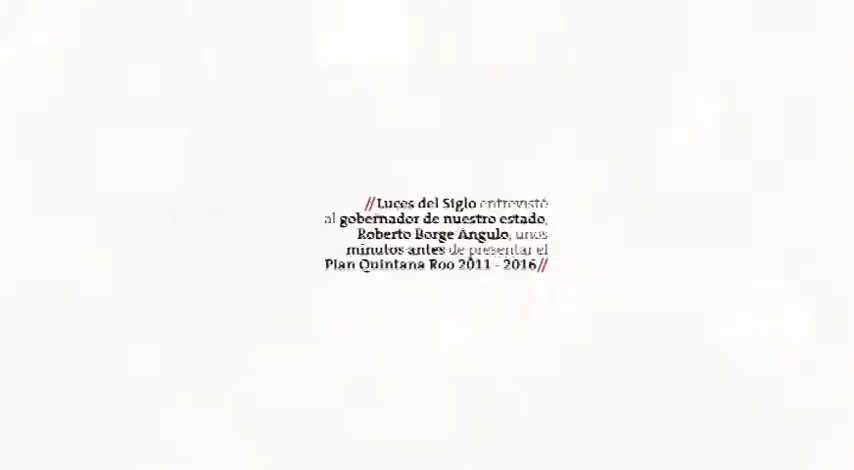 //Luces del Siglo entrevistó
al gobernador de nuestro estado,
Roberto Borge Angulo, unos
minutos antes de presentar el
Plan Quintana Roo 2011 - 2016//